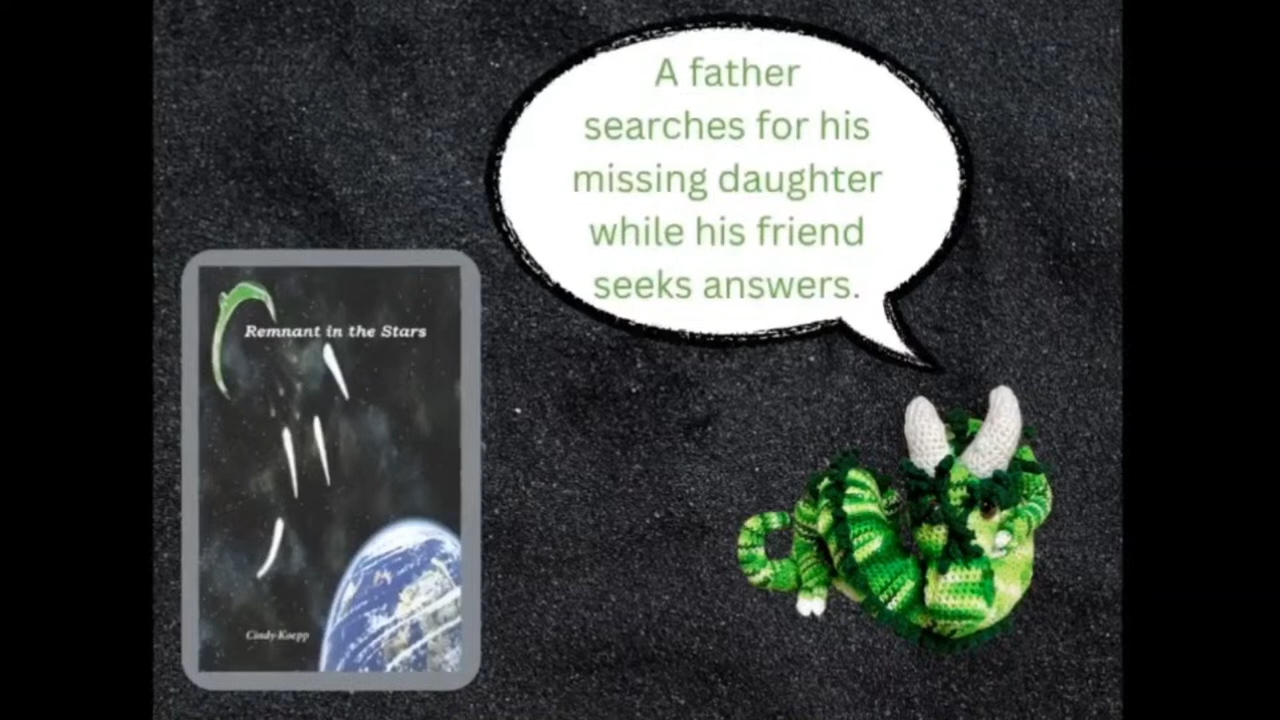 A father
searches for his
missing daughter
while his friend
seeks answers.
Remnant in the Stars
Cindy Koepp